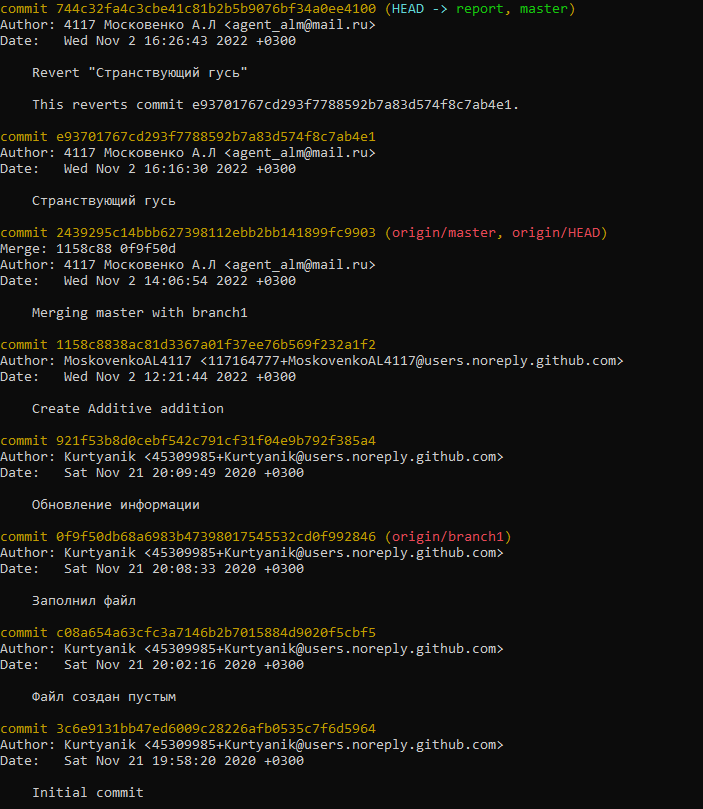 commit 744c32fa4c3cbe41c81b2b5b9076bf34a0ee4100 (HEAD -> report, master)
Author: 4117 Московенко А.Л <agent_alm@mail.ru>
Date:   Wed Nov 2 16:26:43 2022 +0300
Revert "Странствующий гусь"
This reverts commit e93701767cd293f7788592b7a83d574f8c7ab4e1.
commit e93701767cd293f7788592b7a83d574f8c7ab4e1
Author: 4117 Московенко А.Л <agent_alm@mail.ru>
Date:   Wed Nov 2 16:16:30 2022 +0300
Странствующий гусь
commit 2439295c14bbb627398112ebb2bb141899fc9903 (origin/master, origin/HEAD)
Merge: 1158c88 0f9f50d
Author: 4117 Московенко А.Л <agent_alm@mail.ru>
Date:   Wed Nov 2 14:06:54 2022 +0300
Merging master with branch1
commit 1158c8838ac81d3367a01f37ee76b569f232a1f2
Author: MoskovenkoAL4117 <117164777+MoskovenkoAL4117@users.noreply.github.com>
Date:   Wed Nov 2 12:21:44 2022 +0300
Create Additive addition
commit 921f53b8d0cebf542c791cf31f04e9b792f385a4
Author: Kurtyanik <45309985+Kurtyanik@users.noreply.github.com>
Date:   Sat Nov 21 20:09:49 2020 +0300
Обновление информации
commit 0f9f50db68a6983b47398017545532cd0f992846 (origin/branch1)
Author: Kurtyanik <45309985+Kurtyanik@users.noreply.github.com>
Date:   Sat Nov 21 20:08:33 2020 +0300
Заполнил файл
commit c08a654a63cfc3a7146b2b7015884d9020f5cbf5
Author: Kurtyanik <45309985+Kurtyanik@users.noreply.github.com>
Date:   Sat Nov 21 20:02:16 2020 +0300
Файл создан пустым
commit 3c6e9131bb47ed6009c28226afb0535c7f6d5964
Author: Kurtyanik <45309985+Kurtyanik@users.noreply.github.com>
Date:   Sat Nov 21 19:58:20 2020 +0300
Initial commit